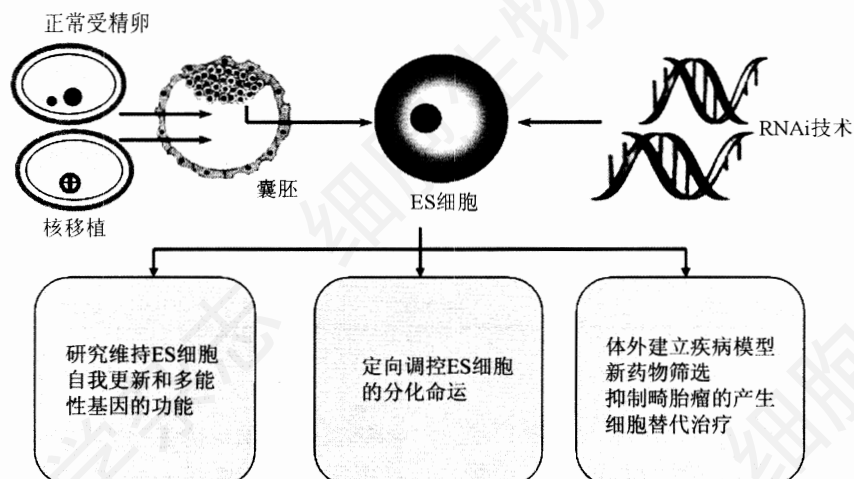 正常受精卵
囊胚
核移植
ES细胞
RNAi技术
研究维持ES细胞
自我更新和多能
性基因的功能
定向调控ES细胞
的分化命运
体外建立疾病模型
新药物筛选
抑制畸胎瘤的产生
细胞替代治疗